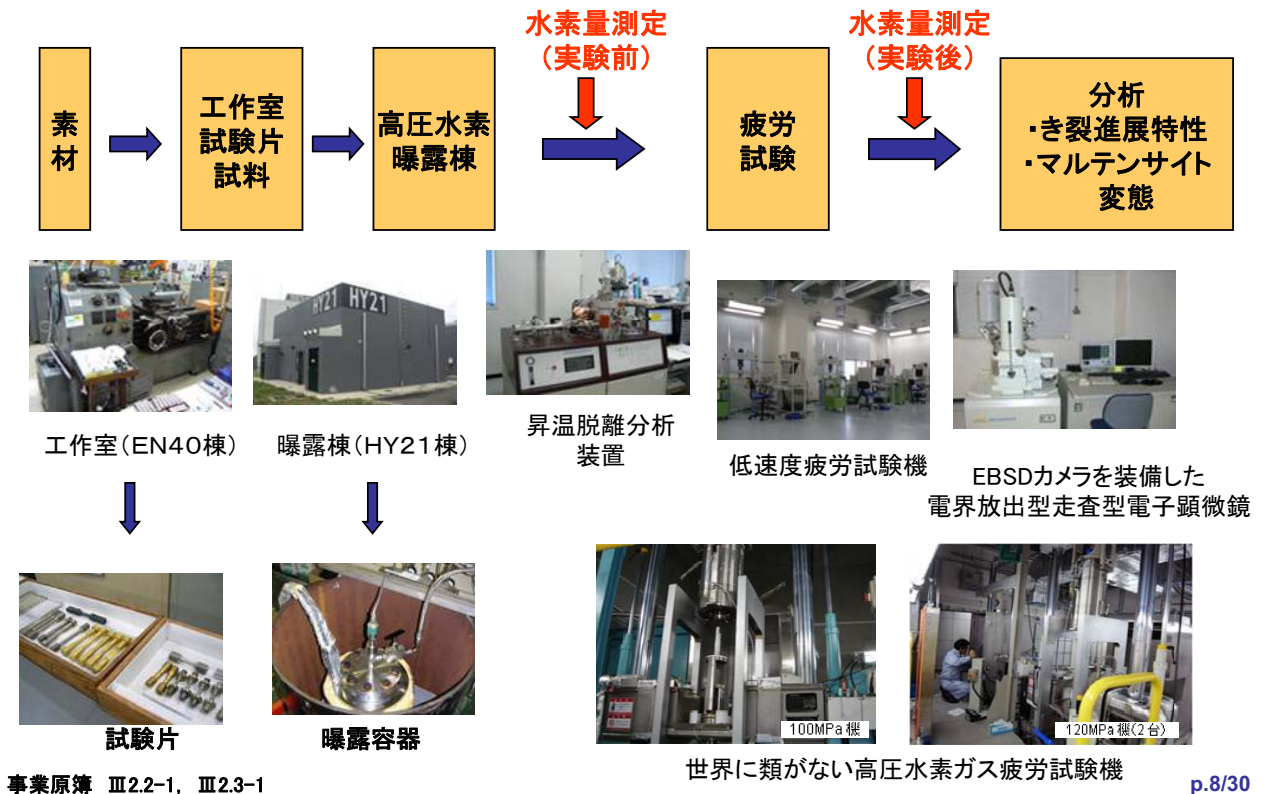 水素量測定
（実験前）
水素量測定
（実験後）
素
材
工作室
試験片
試料
高圧水素
曝露棟
疲労
試験
分析
・き裂進展特性
・マルテンサイト
変態
HY21 HY21
工作室（EN40棟）
曝露棟（HY21棟）
昇温脱離分析
装置
低速度疲労試験機
EBSDカメラを装備した
電界放出型走査型電子顕微鏡
試験片
曝露容器
100MPa機
120MPa機（2台）
世界に類がない高圧水素ガス疲労試験機
事業原簿 Ⅲ2.2-1, Ⅲ2.3-1
p.8/30